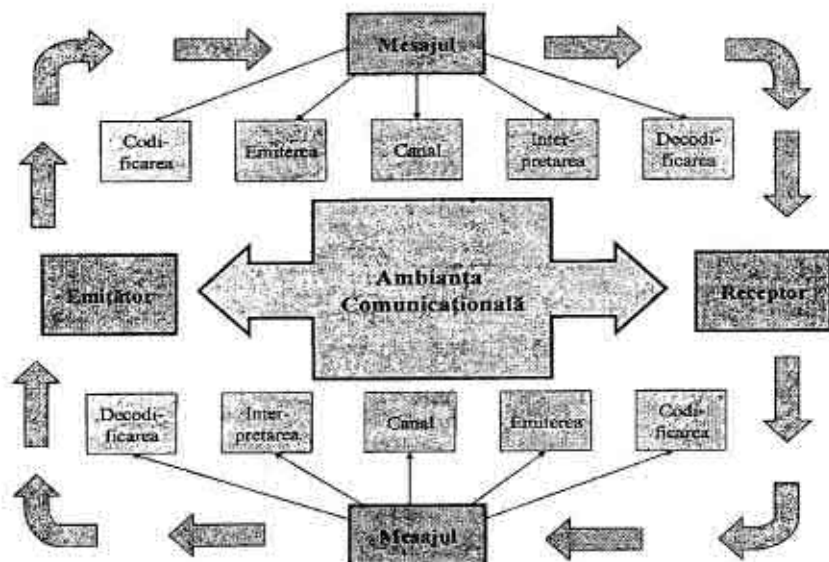 Mesajul
Codi-
ficarea
Emiterea
Canal
Inter-
pretarea
Decodi-
ficarea
Emițător
Ambianța
Comunicațională
Receptor
Decodi-
ficarea
Inter-
pretarea
Canal
Emiterea
Codi-
ficarea
Mesajul